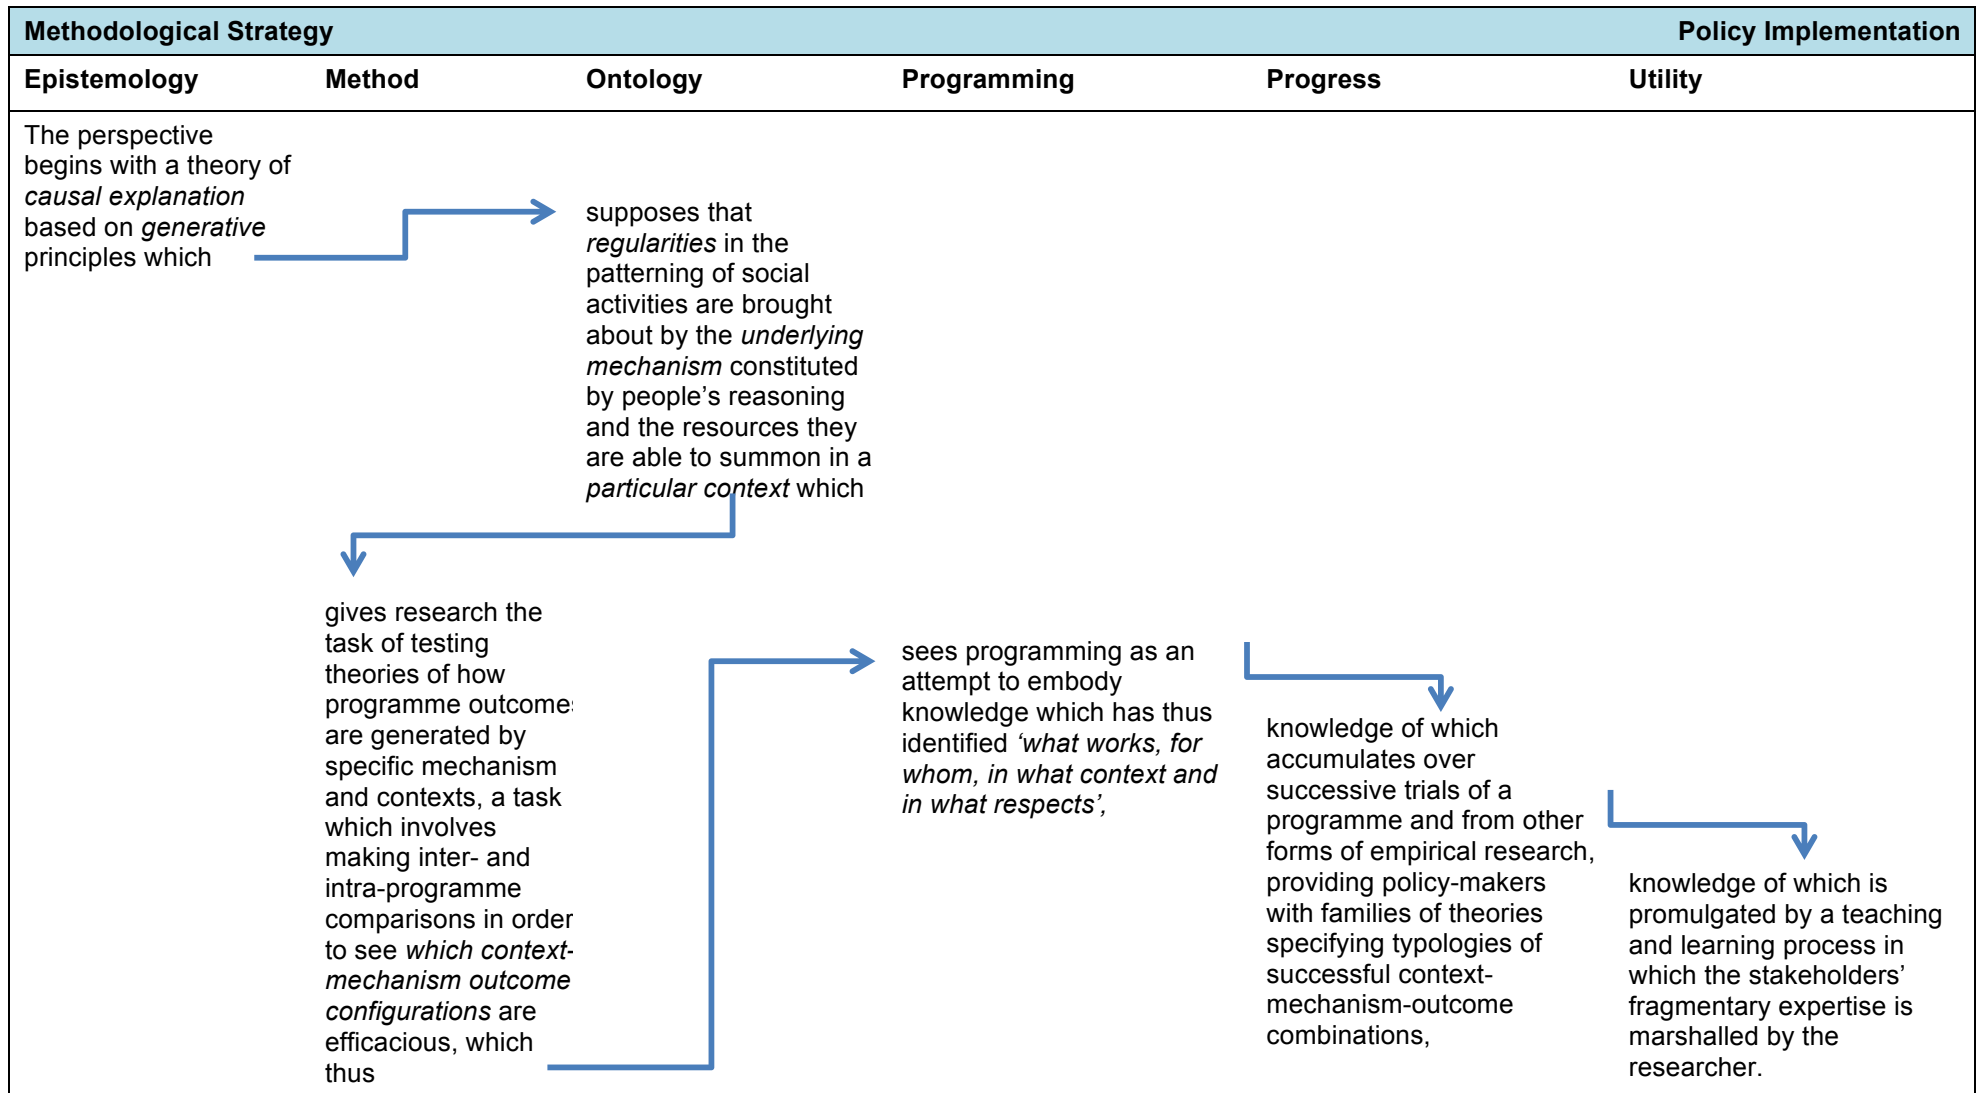 Methodological Strategy
Policy Implementation
Epistemology
Method
Ontology
Programming
Progress
Utility
The perspective
begins with a theory of
causal explanation
based on generative
principles which
supposes that
regularities in the
patterning of social
activities are brought
about by the underlying
mechanism constituted
by people’s reasoning
and the resources they
are able to summon in a
particular context which
gives research the
task of testing
theories of how
programme outcomes
are generated by
specific mechanism
and contexts, a task
which involves
making inter- and
intra-programme
comparisons in order
to see which context-
mechanism outcome
configurations are
efficacious, which
thus
sees programming as an
attempt to embody
knowledge which has thus
identified ‘what works, for
whom, in what context and
in what respects’,
knowledge of which
accumulates over
successive trials of a
programme and from other
forms of empirical research,
providing policy-makers
with families of theories
specifying typologies of
successful context-
mechanism-outcome
combinations,
knowledge of which is
promulgated by a teaching
and learning process in
which the stakeholders’
fragmentary expertise is
marshalled by the
researcher.